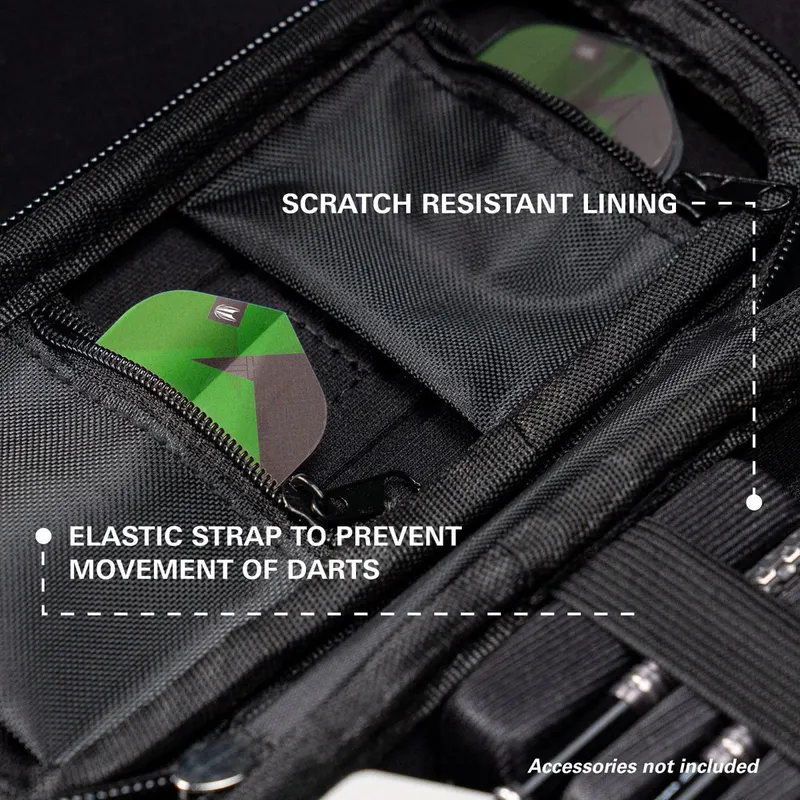 SCRATCH RESISTANT LINING
ELASTIC STRAP TO PREVENT
MOVEMENT OF DARTS
Accessories not included